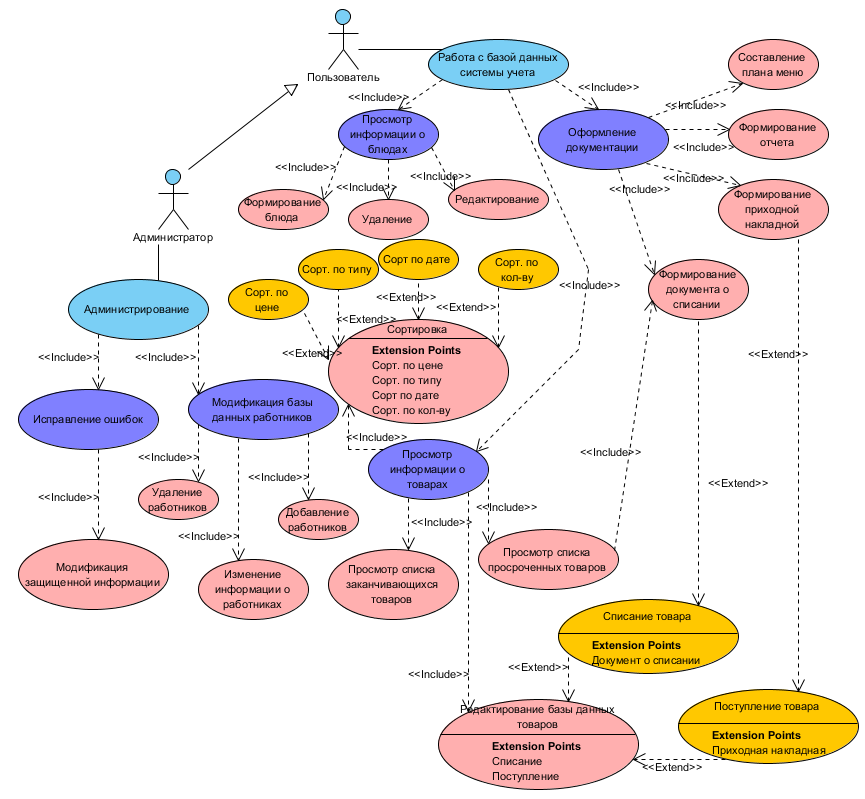 Пользователь
Работа с базой данных
системы учета
Составление
плана меню
<<Include>>
<<Include>>
<<Include>>
Просмотр
информации о
блюдах
Оформление
документации
Формирование
отчета
<<Include>>
<<Include>>
<<Include>>
<<Include>>
<<Include>>
<<Include>>
Формирование
блюда
Удаление
Редактирование
Формирование
приходной
накладной
Администратор
Сорт. по
цене
Сорт. по типу
Сорт по дате
Сорт. по
кол-ву
<<Include>>
Формирование
документа о
списании
Администрирование
<<Extend>>
<<Extend>>
<<Extend>>
<<Extend>>
Сортировка
Extension Points
Сорт. по цене
Сорт. по типу
Сорт по дате
Сорт. по кол-ву
<<Include>>
<<Include>>
<<Extend>>
Исправление ошибок
Модификация базы
данных работников
<<Include>>
Просмотр
информации о
товарах
<<Include>>
<<Include>>
<<Include>>
<<Include>>
<<Extend>>
Удаление
работников
Добавление
работников
<<Include>>
<<Include>>
<<Include>>
Модификация
защищенной информации
Изменение
информации о
работниках
Просмотр списка
заканчивающихся
товаров
Просмотр списка
просроченных товаров
Списание товара
Extension Points
Документ о списании
<<Include>>
<<Extend>>
Редактирование базы данных
товаров
Extension Points
Списание
Поступление
Поступление товара
Extension Points
Приходная накладная
<<Extend>>